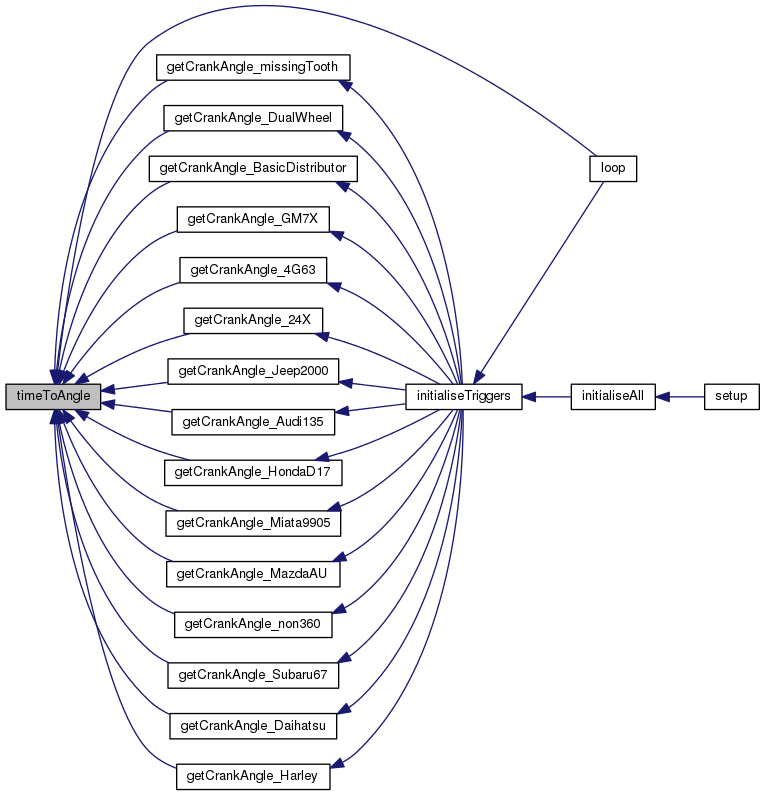 getCrankAngle_missingTooth
getCrankAngle_DualWheel
getCrankAngle_BasicDistributor
loop
getCrankAngle_GM7X
getCrankAngle_4G63
getCrankAngle_24X
getCrankAngle_Jeep2000
timeToAngle
initialiseTriggers
initialiseAll
setup
getCrankAngle_Audi135
getCrankAngle_HondaD17
getCrankAngle_Miata9905
getCrankAngle_MazdaAU
getCrankAngle_non360
getCrankAngle_Subaru67
getCrankAngle_Daihatsu
getCrankAngle_Harley